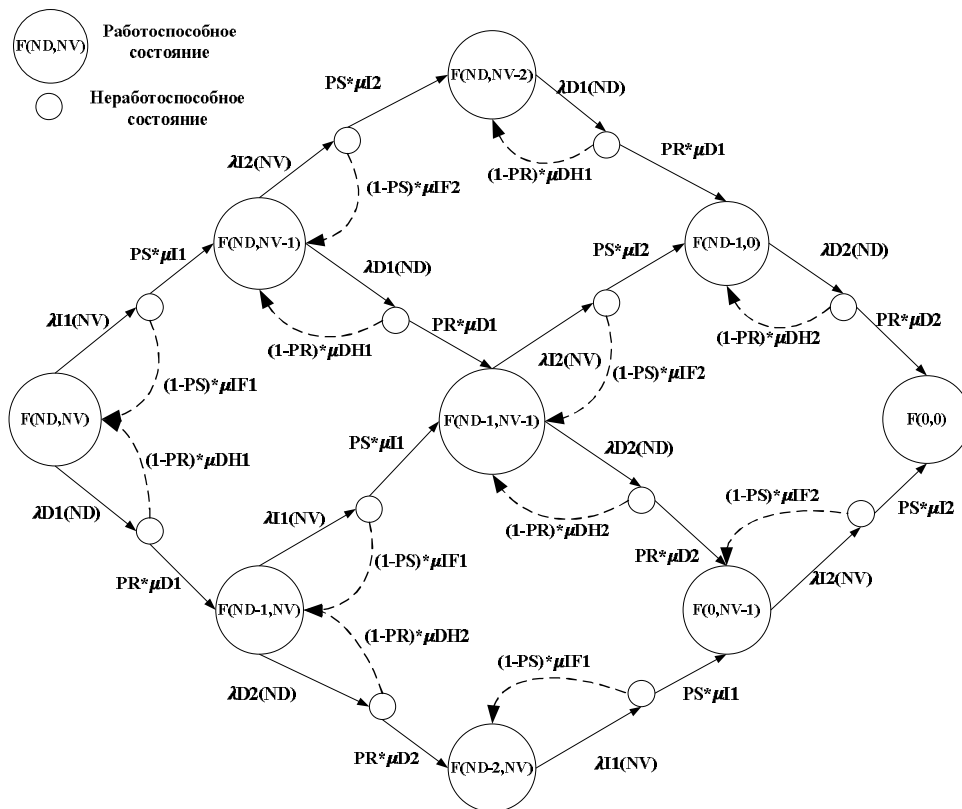 F(ND,NV)
Работоспособное
состояние
Неработоспособное
состояние
F(ND,NV-2)
PS*μI2
λD1(ND)
PR*μD1
(1-PR)*μDH1
λI2(NV)
(1-PS)*μIF2
F(ND,NV-1)
F(ND-1,0)
PS*μI1
λD1(ND)
PS*μI2
λD2(ND)
λI1(NV)
(1-PR)*μDH1
PR*μD1
(1-PR)*μDH2
PR*μD2
λI2(NV)
(1-PS)*μIF2
(1-PS)*μIF1
F(ND,NV)
F(ND-1,NV-1)
F(0,0)
PS*μI1
λD2(ND)
(1-PR)*μDH1
λD1(ND)
λI1(NV)
(1-PR)*μDH2
(1-PS)*μIF2
PS*μI2
PR*μD1
(1-PS)*μIF1
PR*μD2
λI2(NV)
F(ND-1,NV)
F(0,NV-1)
(1-PR)*μDH2
(1-PS)*μIF1
λD2(ND)
PS*μI1
PR*μD2
F(ND-2,NV)
λI1(NV)